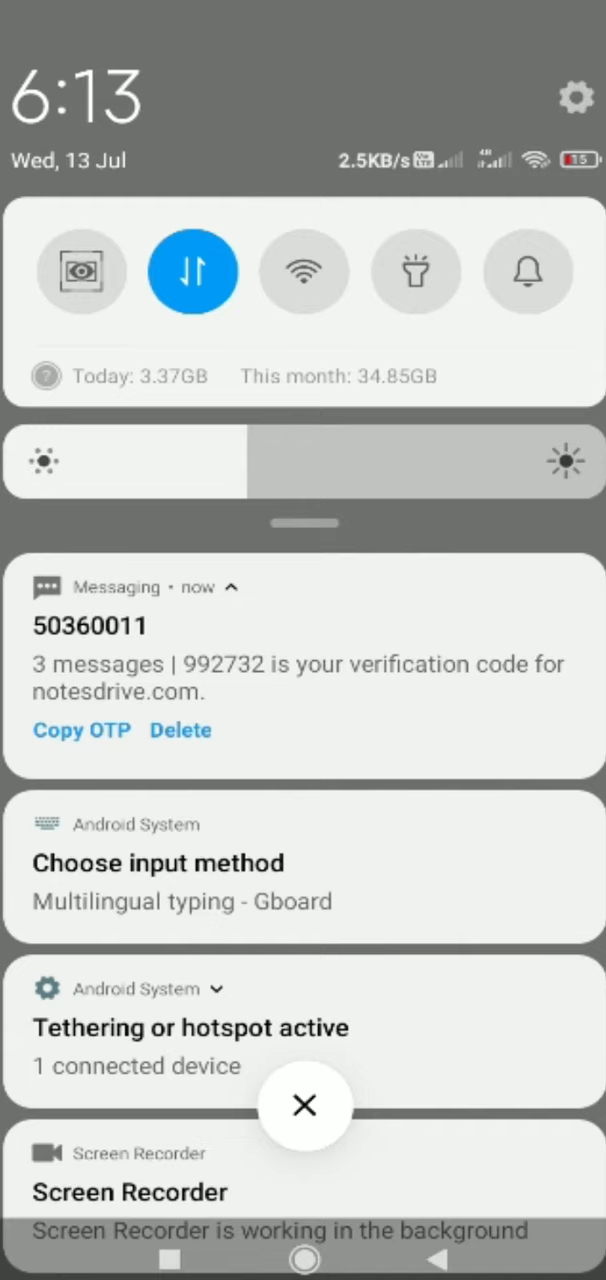 6:13
Wed, 13 Jul
2.5KB/s
15
Today: 3.37GB This month: 34.85GB
Messaging • now
50360011
3 messages | 992732 is your verification code for
notesdrive.com.
Copy OTP Delete
Android System
Choose input method
Multilingual typing - Gboard
Android System
Tethering or hotspot active
1 connected device
Screen Recorder
Screen Recorder
Screen Recorder is working in the background